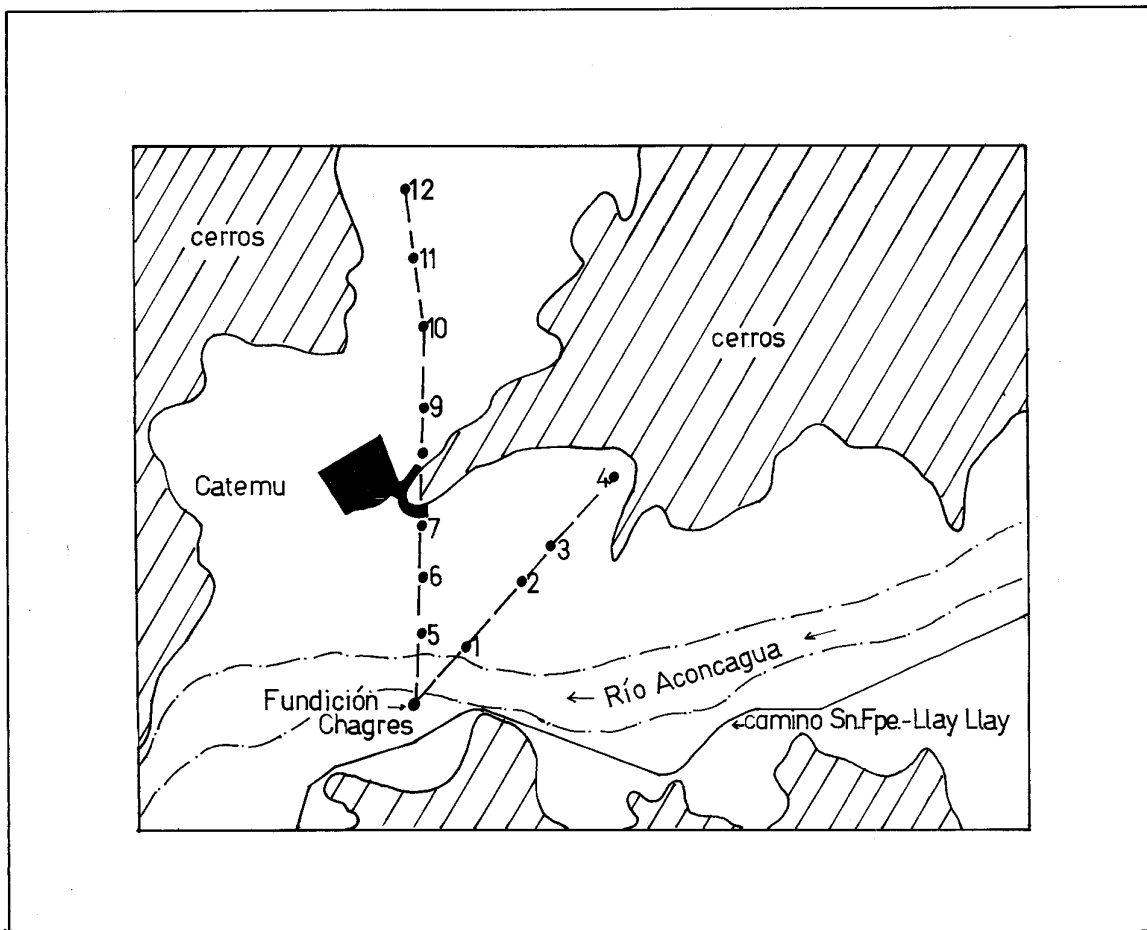 12
cerros
11
10
cerros
9
4
Catemu
7
3
6
2
5
1
Río Aconcagua
Fundición
Chagres
camino Sn.Fpe.-Llay Llay